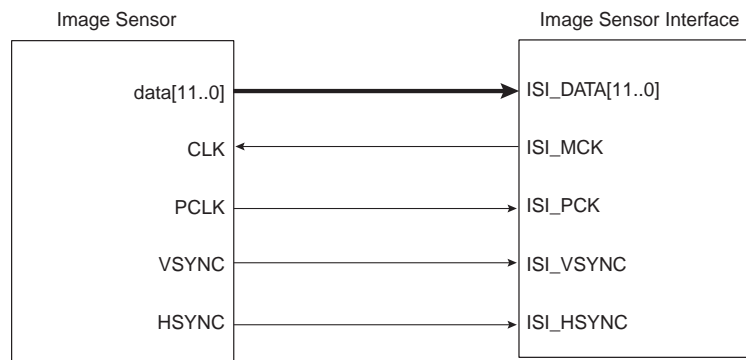 Image Sensor
Image Sensor Interface
data[11..0]
ISI_DATA[11..0]
CLK
ISI_MCK
PCLK
ISI_PCK
VSYNC
ISI_VSYNC
HSYNC
ISI_HSYNC